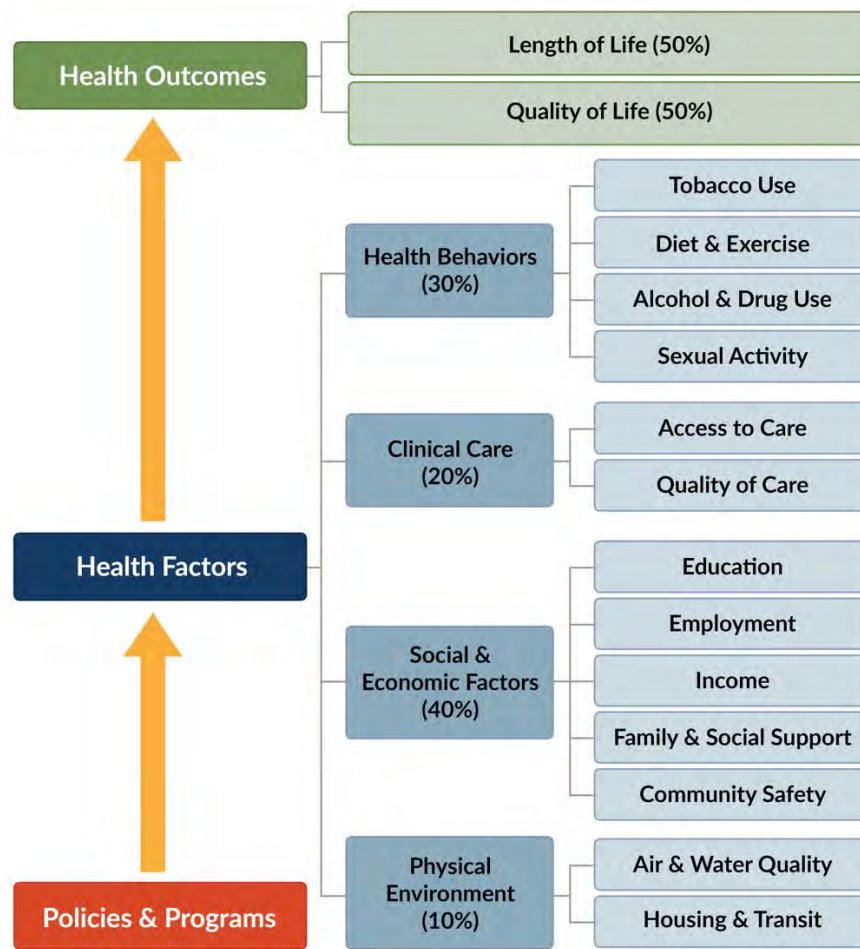 Health Outcomes
Length of Life (50%)
Quality of Life (50%)
Health Factors
Health Behaviors
(30%)
Tobacco Use
Diet & Exercise
Alcohol & Drug Use
Sexual Activity
Clinical Care
(20%)
Access to Care
Quality of Care
Social &
Economic Factors
(40%)
Education
Employment
Income
Family & Social Support
Community Safety
Physical
Environment
(10%)
Air & Water Quality
Housing & Transit
Policies & Programs